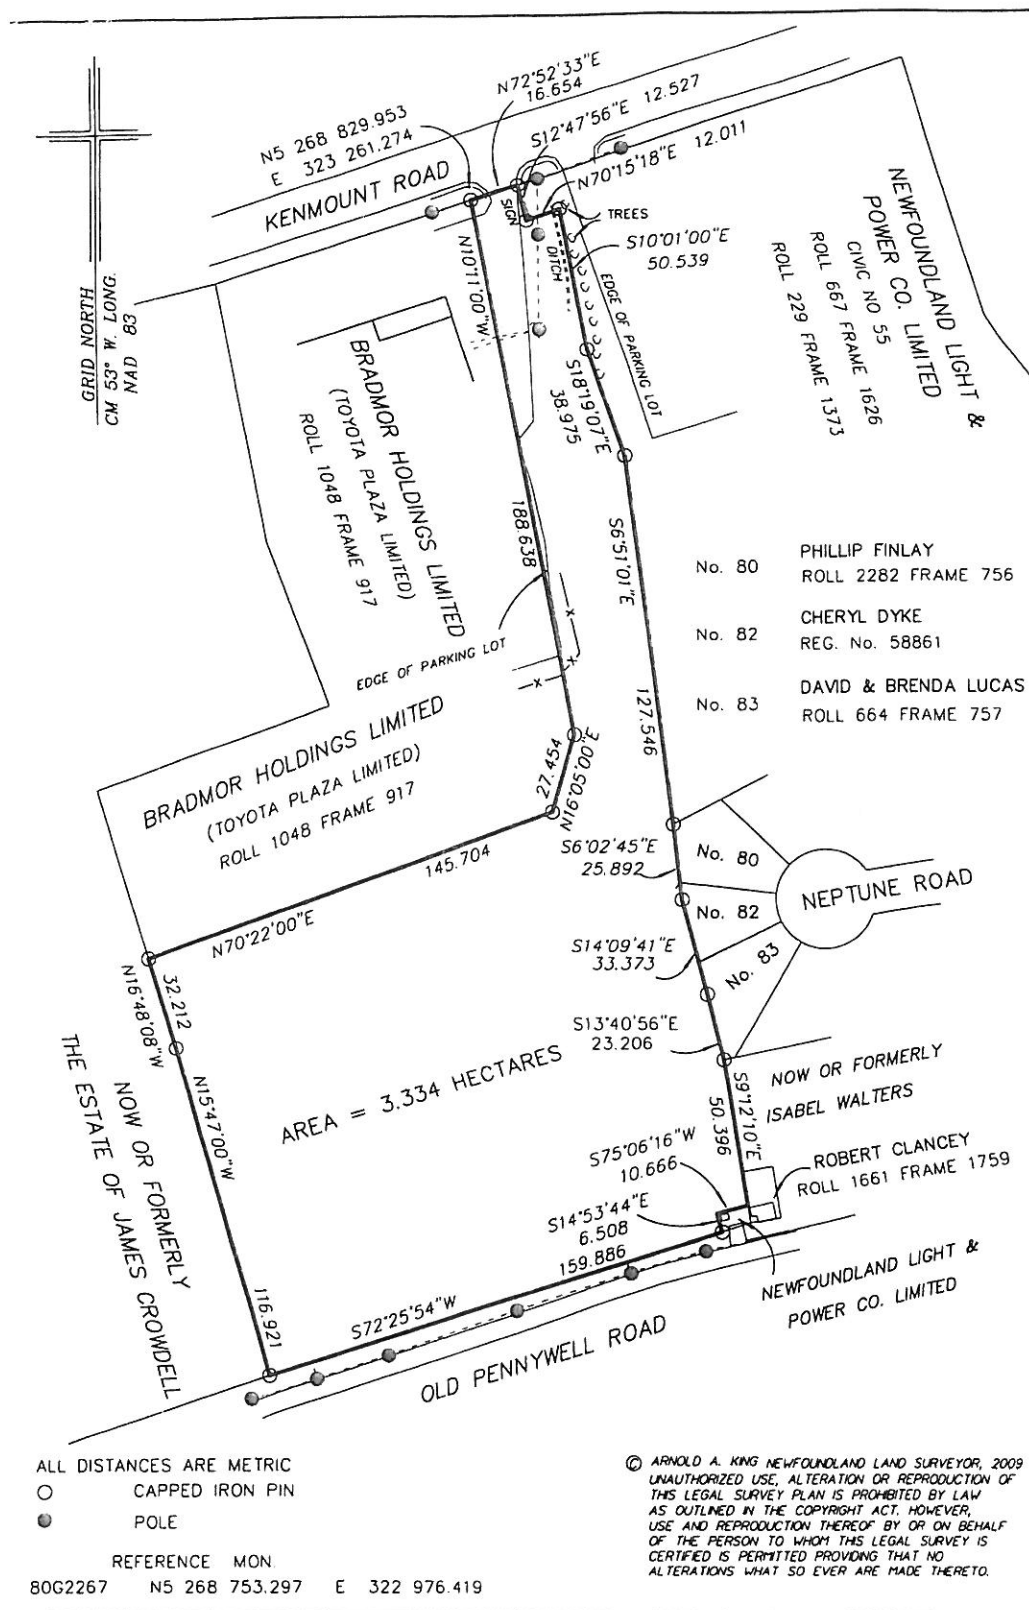 N72°52'33"E
16.654
N5 268 829.953
E 323 261.274
S12°47'56"E 12.527
N70°15'18"E 12.011
KENMOUNT ROAD
SIGN
TREES
S10°01'00"E
50.539
DITCH
EDGE OF PARKING LOT
N10°11'00"W
188.638
NEWFOUNDLAND LIGHT &
POWER CO. LIMITED
CIVIC NO 55
ROLL 667 FRAME 1626
ROLL 229 FRAME 1373
GRID NORTH
CM 53° W. LONG.
NAD 83
BRADMOR HOLDINGS LIMITED
(TOYOTA PLAZA LIMITED)
ROLL 1048 FRAME 917
S18°19'07"E
38.975
S6°51'01"E
127.546
No. 80 PHILLIP FINLAY
ROLL 2282 FRAME 756
No. 82 CHERYL DYKE
REG. No. 58861
No. 83 DAVID & BRENDA LUCAS
ROLL 664 FRAME 757
EDGE OF PARKING LOT
x
x
x
BRADMOR HOLDINGS LIMITED
(TOYOTA PLAZA LIMITED)
ROLL 1048 FRAME 917
27.454
N16°05'00"E
145.704
N70°22'00"E
S6°02'45"E
25.892
No. 80
No. 82
No. 83
NEPTUNE ROAD
S14°09'41"E
33.373
S13°40'56"E
23.206
32.212
N16°48'08"W
N15°47'00"W
116.921
NOW OR FORMERLY
THE ESTATE OF JAMES CROWDELL
AREA = 3.334 HECTARES
S9°12'10"E
50.396
NOW OR FORMERLY
ISABEL WALTERS
S75°06'16"W
10.666
ROBERT CLANCEY
ROLL 1661 FRAME 1759
S14°53'44"E
6.508
159.886
S72°25'54"W
NEWFOUNDLAND LIGHT &
POWER CO. LIMITED
OLD PENNYWELL ROAD
ALL DISTANCES ARE METRIC
CAPPED IRON PIN
POLE
REFERENCE MON.
80G2267 N5 268 753.297 E 322 976.419
© ARNOLD A. KING NEWFOUNDLAND LAND SURVEYOR, 2009
UNAUTHORIZED USE, ALTERATION OR REPRODUCTION OF
THIS LEGAL SURVEY PLAN IS PROHIBITED BY LAW
AS OUTLINED IN THE COPYRIGHT ACT. HOWEVER,
USE AND REPRODUCTION THEREOF BY OR ON BEHALF
OF THE PERSON TO WHOM THIS LEGAL SURVEY IS
CERTIFIED IS PERMITTED PROVIDING THAT NO
ALTERATIONS WHAT SO EVER ARE MADE THERETO.